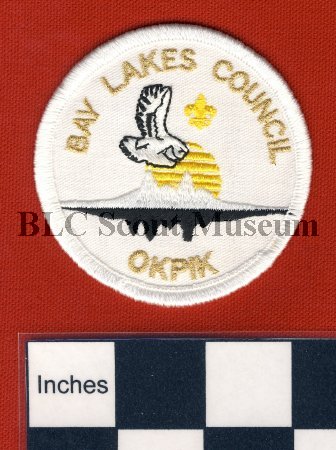 BAY LAKES COUNCIL
BLC Scout Museum
OKPIK
Inches